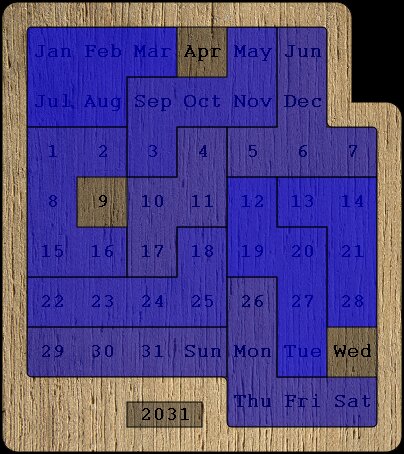 Jan Feb Mar Apr May Jun
Jul Aug Sep Oct Nov Dec
1 2 3 4 5 6 7
8 9 10 11 12 13 14
15 16 17 18 19 20 21
22 23 24 25 26 27 28
29 30 31 Sun Mon Tue Wed
Thu Fri Sat
2031